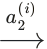 a_2^{(i)}
⟶